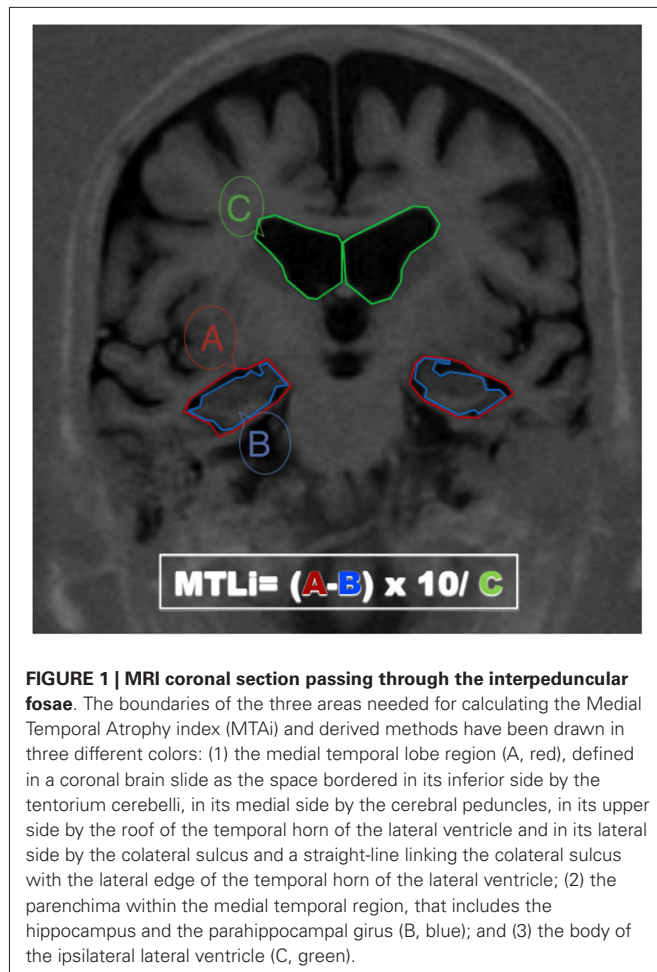 C
A
B
MTLi= (A-B) x 10/ C
FIGURE 1 | MRI coronal section passing through the interpeduncular
fosae. The boundaries of the three areas needed for calculating the Medial
Temporal Atrophy index (MTAi) and derived methods have been drawn in
three different colors: (1) the medial temporal lobe region (A, red), defined
in a coronal brain slide as the space bordered in its inferior side by the
tentorium cerebelli, in its medial side by the cerebral peduncles, in its upper
side by the roof of the temporal horn of the lateral ventricle and in its lateral
side by the colateral sulcus and a straight-line linking the colateral sulcus
with the lateral edge of the temporal horn of the lateral ventricle; (2) the
parenchima within the medial temporal region, that includes the
hippocampus and the parahippocampal girus (B, blue); and (3) the body of
the ipsilateral lateral ventricle (C, green).